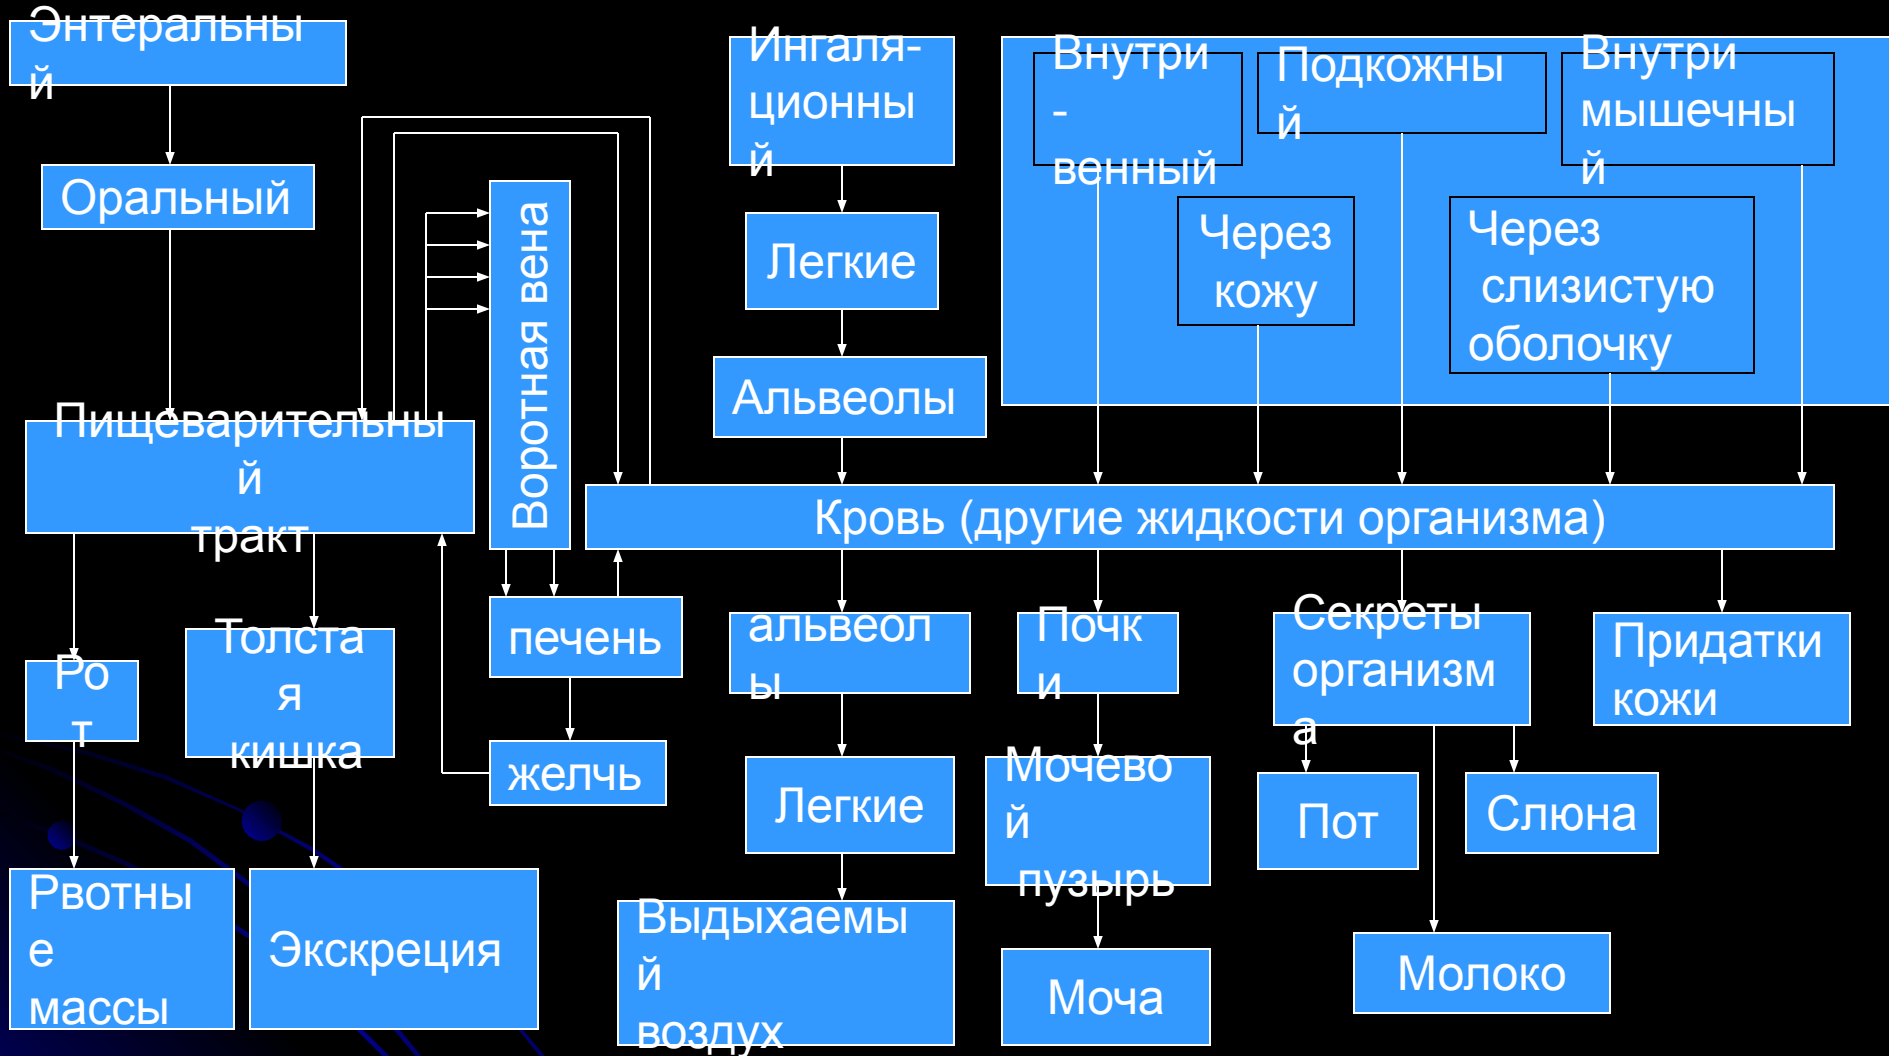 Энтеральны
й
Ингаля-
ционны
й
Внутри
-
венный
Подкожны
й
Внутри
мышечны
й
Оральный
Воротная вена
Легкие
Через
кожу
Через
слизистую
оболочку
Альвеолы
Пищеварительны
й
тракт
Кровь (другие жидкости организма)
Ро
т
Толста
я
кишка
печень
альвеол
ы
Почк
и
Секреты
организм
а
Придатки
кожи
желчь
Легкие
Мочево
й
пузырь
Пот
Слюна
Рвотны
е
массы
Экскреция
Выдыхаемы
й
воздух
Моча
Молоко